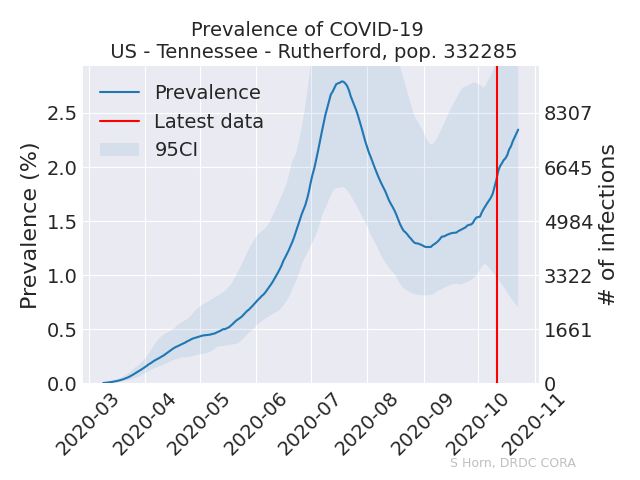 Prevalence of COVID-19
US - Tennessee - Rutherford, pop. 332285
Prevalence
Latest data
95CI
Prevalence (%)
2.5
2.0
1.5
1.0
0.5
0.0
8307
6645
4984
3322
1661
0
# of infections
2020-03
2020-04
2020-05
2020-06
2020-07
2020-08
2020-09
2020-10
2020-11
S Horn, DRDC CORA